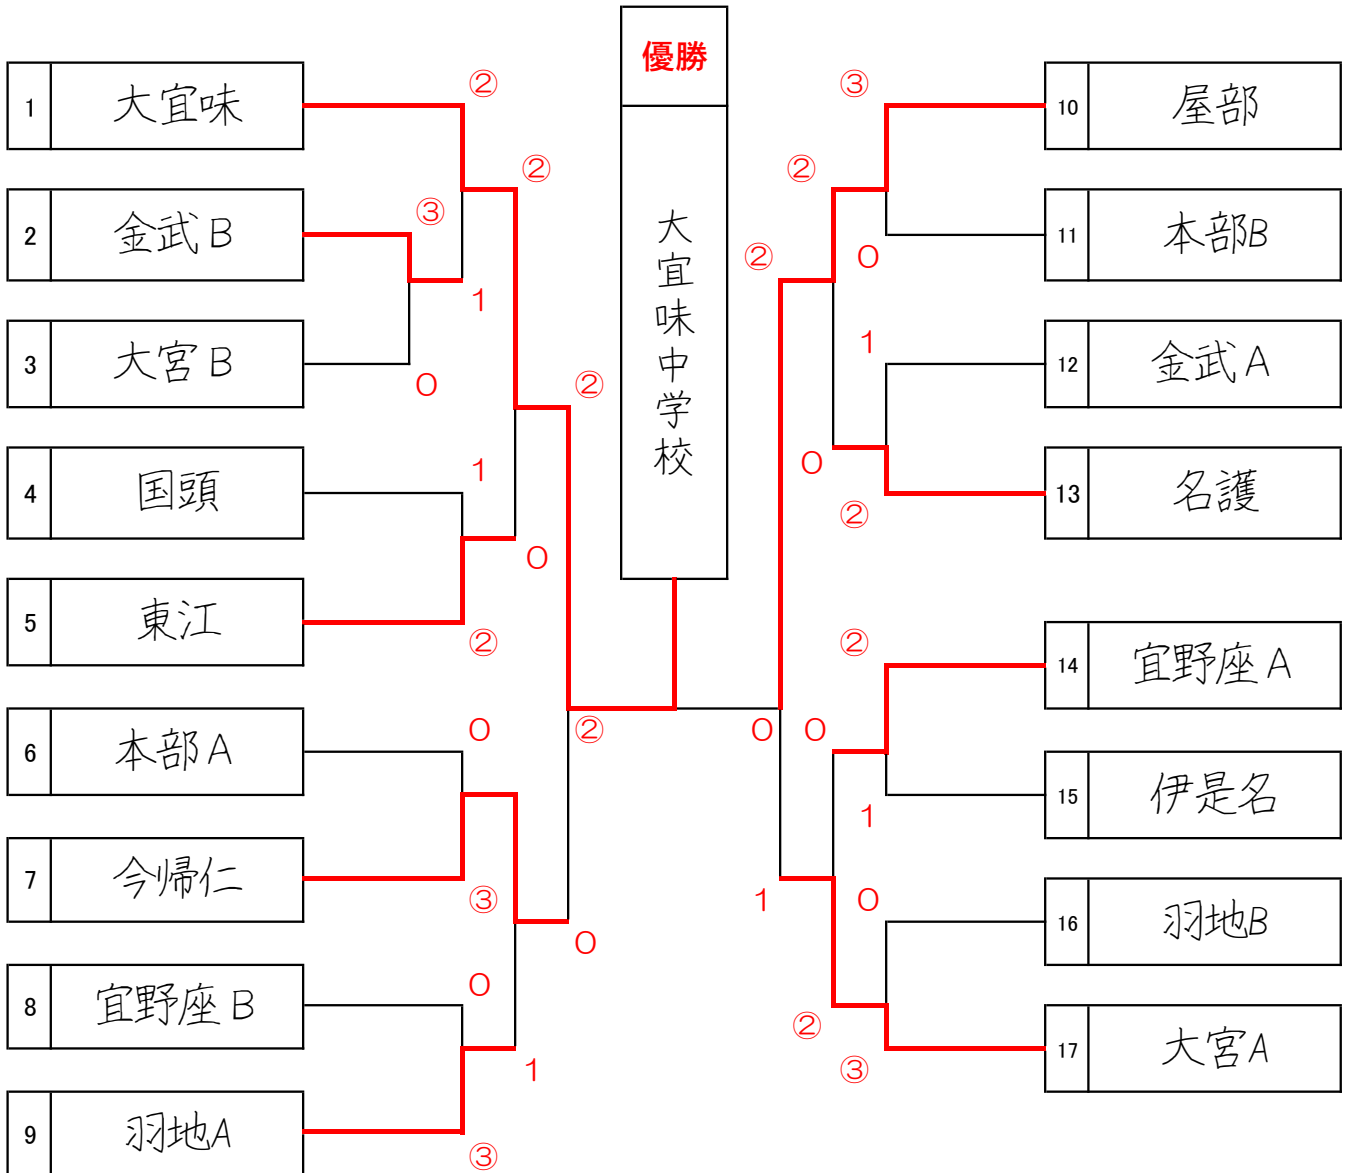 優勝
大宜味中学校
1 大宜味
2 金武B
3 大宮B
4 国頭
5 東江
6 本部A
7 今帰仁
8 宜野座B
9 羽地A
②
②
③
1
0
②
1
0
②
0
②
③
0
0
1
③
③
②
②
0
1
0
②
②
0
0
1
1
0
②
③
10 屋部
11 本部B
12 金武A
13 名護
14 宜野座A
15 伊是名
16 羽地B
17 大宮A